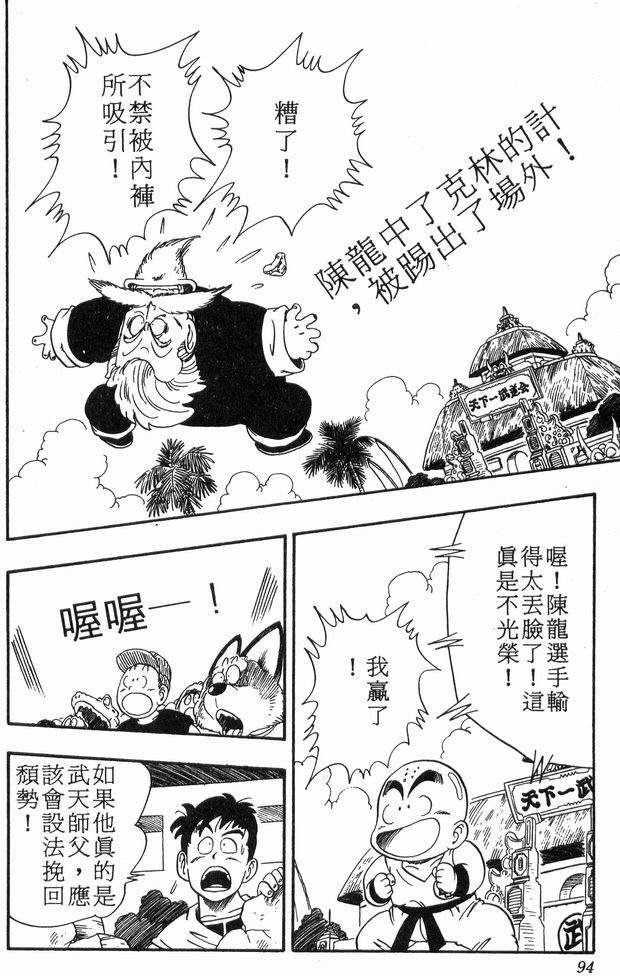 陳龍中了克林的計
，被踢出了場外！
糟了！
不禁被內褲
所吸引！
天下一武道会
喔！陳龍選手輸
得太丟臉了！這
眞是不光榮！
我贏了
！
天下一武
武
喔喔—！
如果他眞的是
武天師父，應
該會設法挽回
頹勢！
94